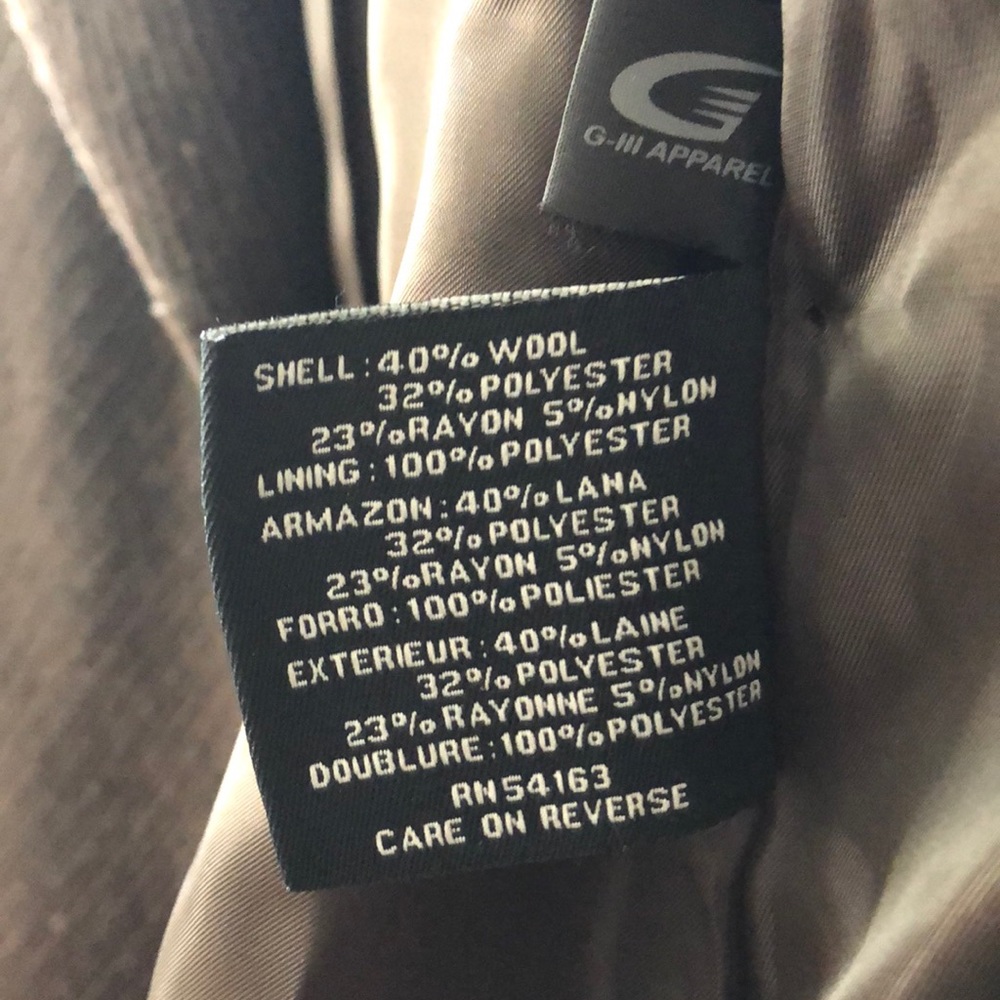 G-III APPAREL
SHELL:40% WOOL
32% POLYESTER
23%RAYON 5%NYLON
LINING:100% POLYESTER
ARMAZON:40% LANA
32% POLYESTER
23%RAYON 5%NYLON
FORRO:100% POLIESTER
EXTERIEUR:40% LAINE
32% POLYESTER
23% RAYONNE 5%NYLON
DOUBLURE:100% POLYESTER
RN54163
CARE ON REVERSE